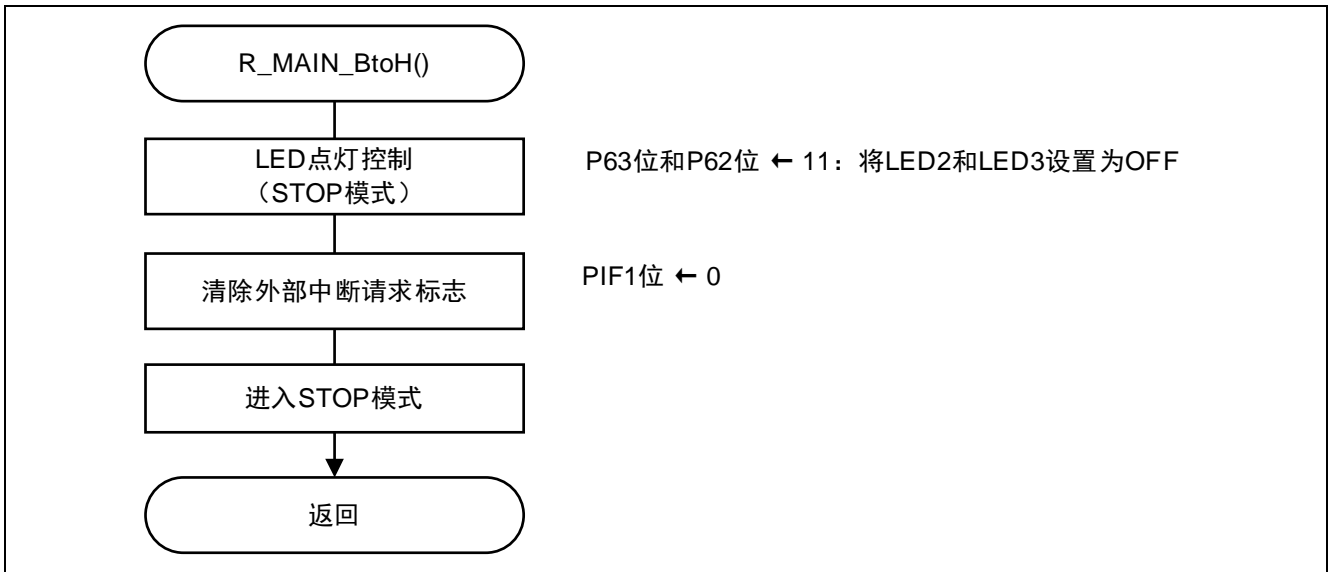 R_MAIN_BtoH()
LED点灯控制
（STOP模式）
P63位和P62位 ← 11：将LED2和LED3设置为OFF
清除外部中断请求标志
PIF1位 ← 0
进入STOP模式
返回